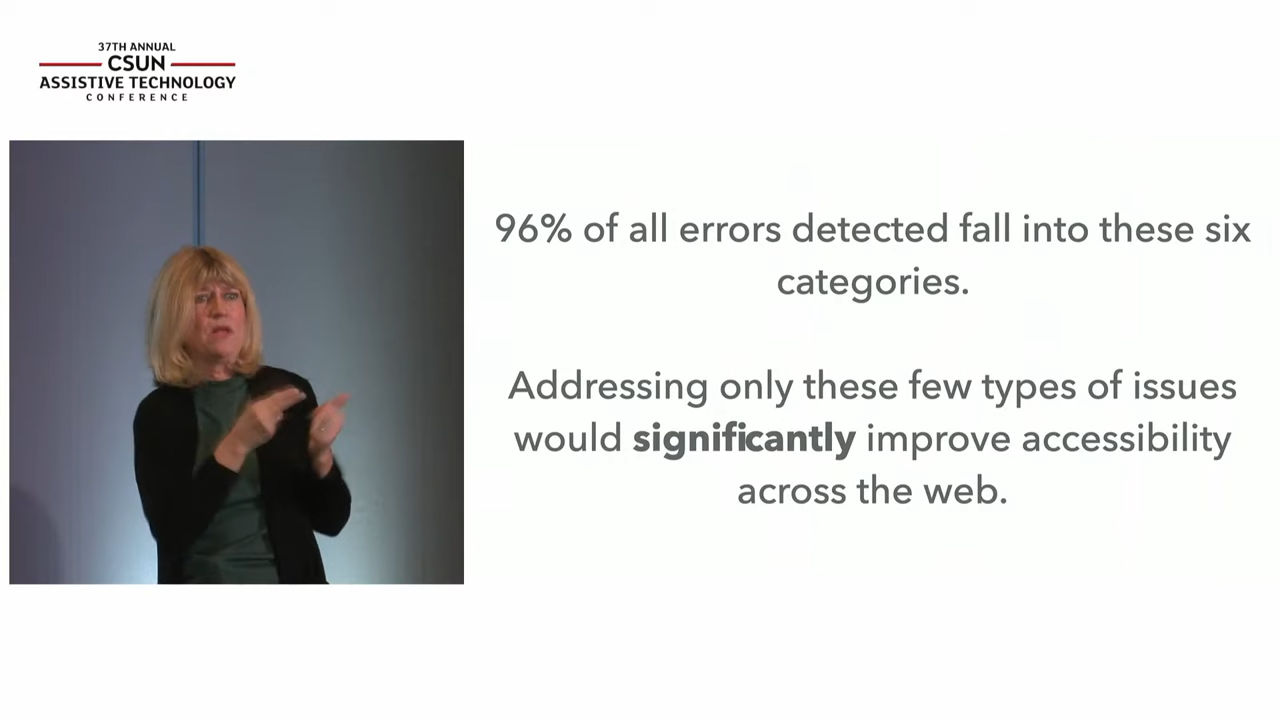 37TH ANNUAL
CSUN
ASSISTIVE TECHNOLOGY
CONFERENCE
96% of all errors detected fall into these six
categories.
Addressing only these few types of issues
would significantly improve accessibility
across the web.